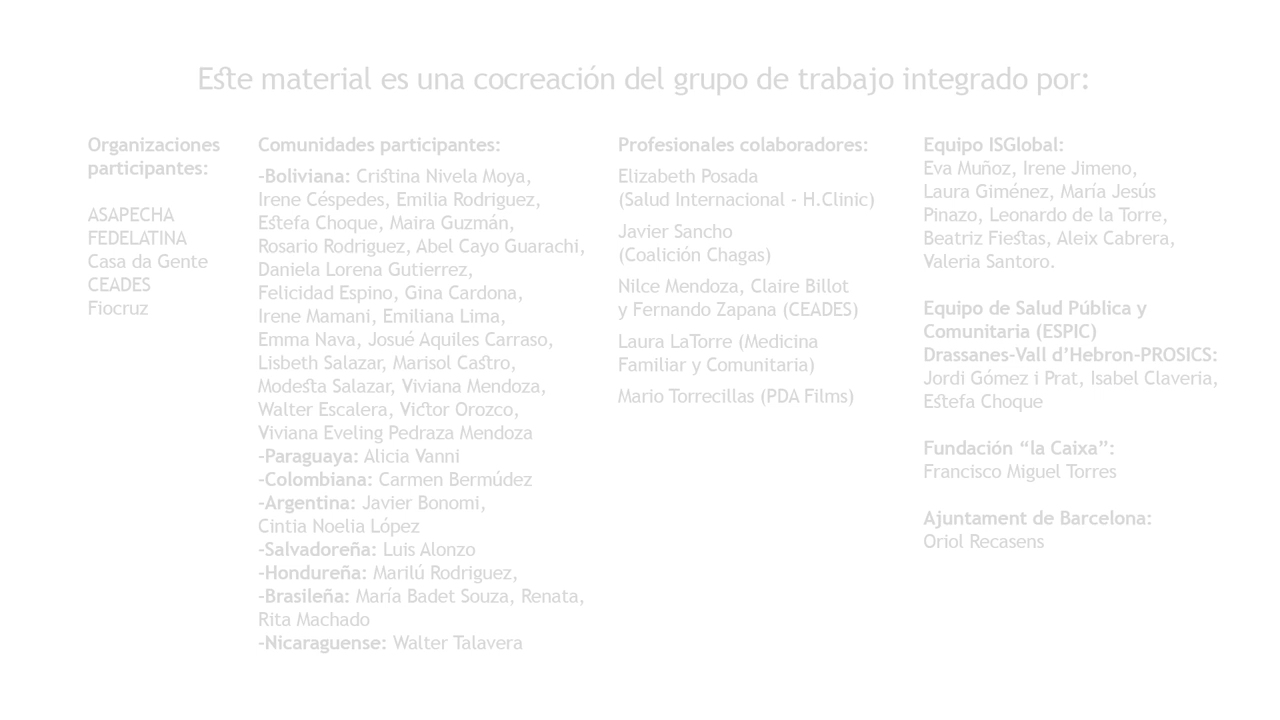 Este material es una cocreación del grupo de trabajo integrado por:
Organizaciones
participantes:
ASAPECHA
FEDELATINA
Casa da Gente
CEADES
Fiocruz
Comunidades participantes:
-Boliviana: Cristina Nivela Moya,
Irene Céspedes, Emilia Rodriguez,
Estefa Choque, Maira Guzmán,
Rosario Rodriguez, Abel Cayo Guarachi,
Daniela Lorena Gutierrez,
Felicidad Espino, Gina Cardona,
Irene Mamani, Emiliana Lima,
Emma Nava, Josué Aquiles Carraso,
Lisbeth Salazar, Marisol Castro,
Modesta Salazar, Viviana Mendoza,
Walter Escalera, Victor Orozco,
Viviana Eveling Pedraza Mendoza
-Paraguaya: Alicia Vanni
-Colombiana: Carmen Bermúdez
-Argentina: Javier Bonomi,
Cintia Noelia López
-Salvadoreña: Luis Alonzo
-Hondureña: Marilú Rodriguez,
-Brasileña: María Badet Souza, Renata,
Rita Machado
-Nicaraguense: Walter Talavera
Profesionales colaboradores:
Elizabeth Posada
(Salud Internacional - H.Clinic)
Javier Sancho
(Coalición Chagas)
Nilce Mendoza, Claire Billot
y Fernando Zapana (CEADES)
Laura LaTorre (Medicina
Familiar y Comunitaria)
Mario Torrecillas (PDA Films)
Equipo ISGlobal:
Eva Muñoz, Irene Jimeno,
Laura Giménez, María Jesús
Pinazo, Leonardo de la Torre,
Beatriz Fiestas, Aleix Cabrera,
Valeria Santoro.
Equipo de Salud Pública y
Comunitaria (ESPIC)
Drassanes-Vall d’Hebron-PROSICS:
Jordi Gómez i Prat, Isabel Claveria,
Estefa Choque
Fundación “la Caixa”:
Francisco Miguel Torres
Ajuntament de Barcelona:
Oriol Recasens